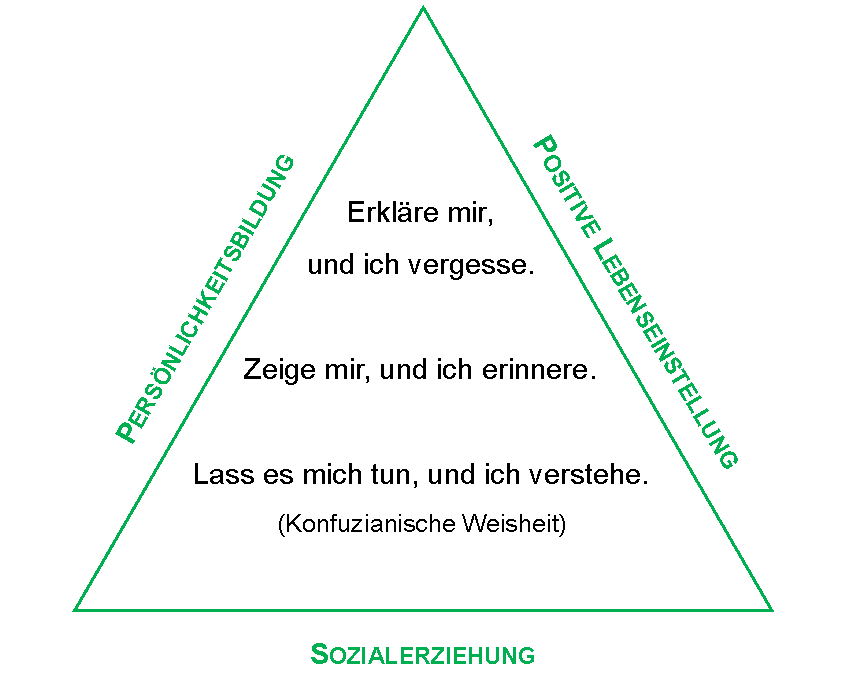 PERSÖNLICHKEITSBILDUNG
POSITIVE LEBENSEINSTELLUNG
Erkläre mir,
und ich vergesse.
Zeige mir, und ich erinnere.
Lass es mich tun, und ich verstehe.
(Konfuzianische Weisheit)
SOZIALERZIEHUNG